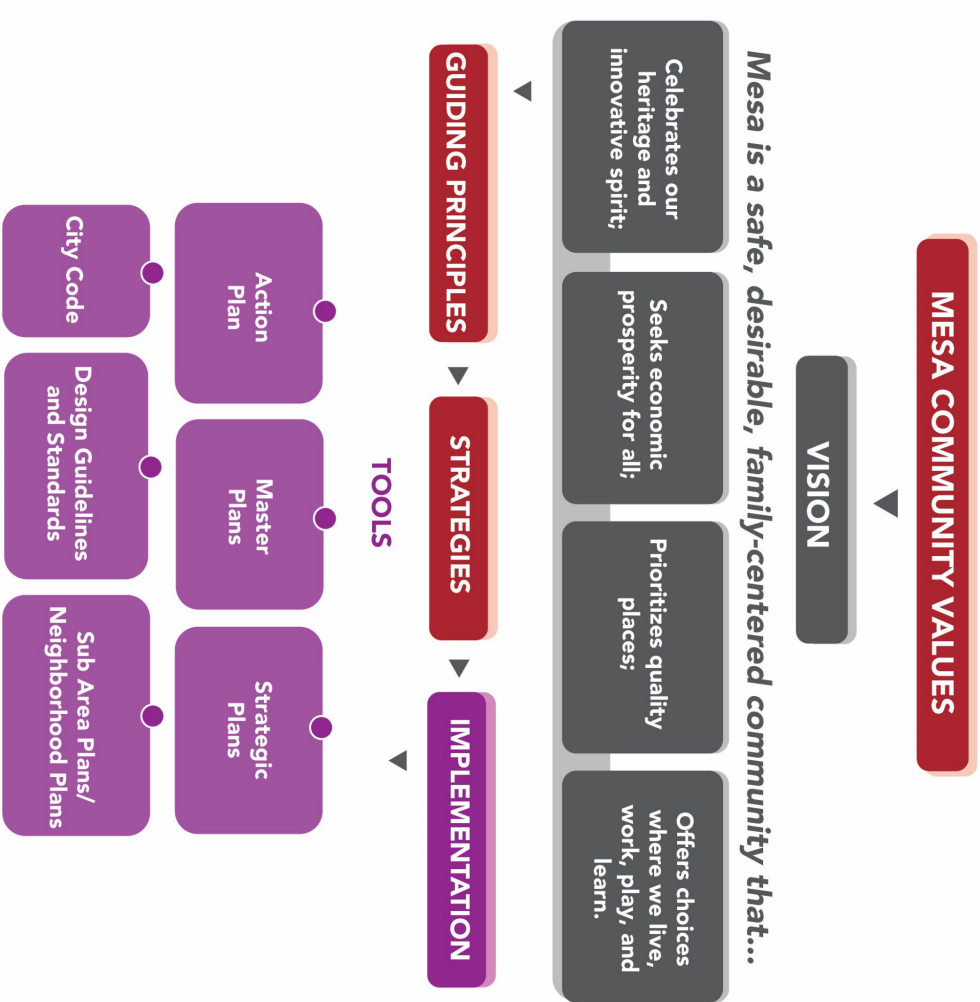 MESA COMMUNITY VALUES
VISION
Mesa is a safe, desirable, family-centered community that...
Celebrates our
heritage and
innovative spirit;
Seeks economic
prosperity for all;
Prioritizes quality
places;
Offers choices
where we live,
work, play, and
learn.
GUIDING PRINCIPLES
STRATEGIES
IMPLEMENTATION
TOOLS
Action
Plan
Master
Plans
Strategic
Plans
City Code
Design Guidelines
and Standards
Sub Area Plans/
Neighborhood Plans